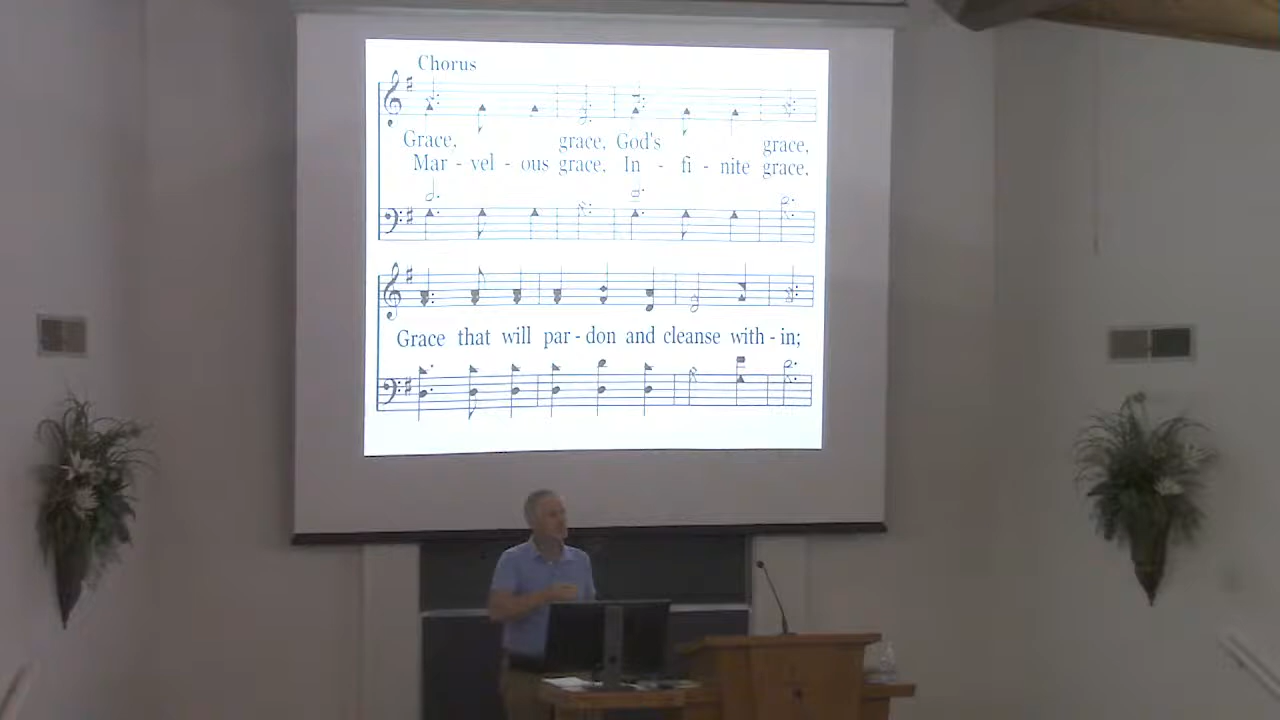 Chorus
Grace, grace, God's grace,
Mar - vel - ous grace, In - fi - nite grace,
Grace that will par - don and cleanse with - in;